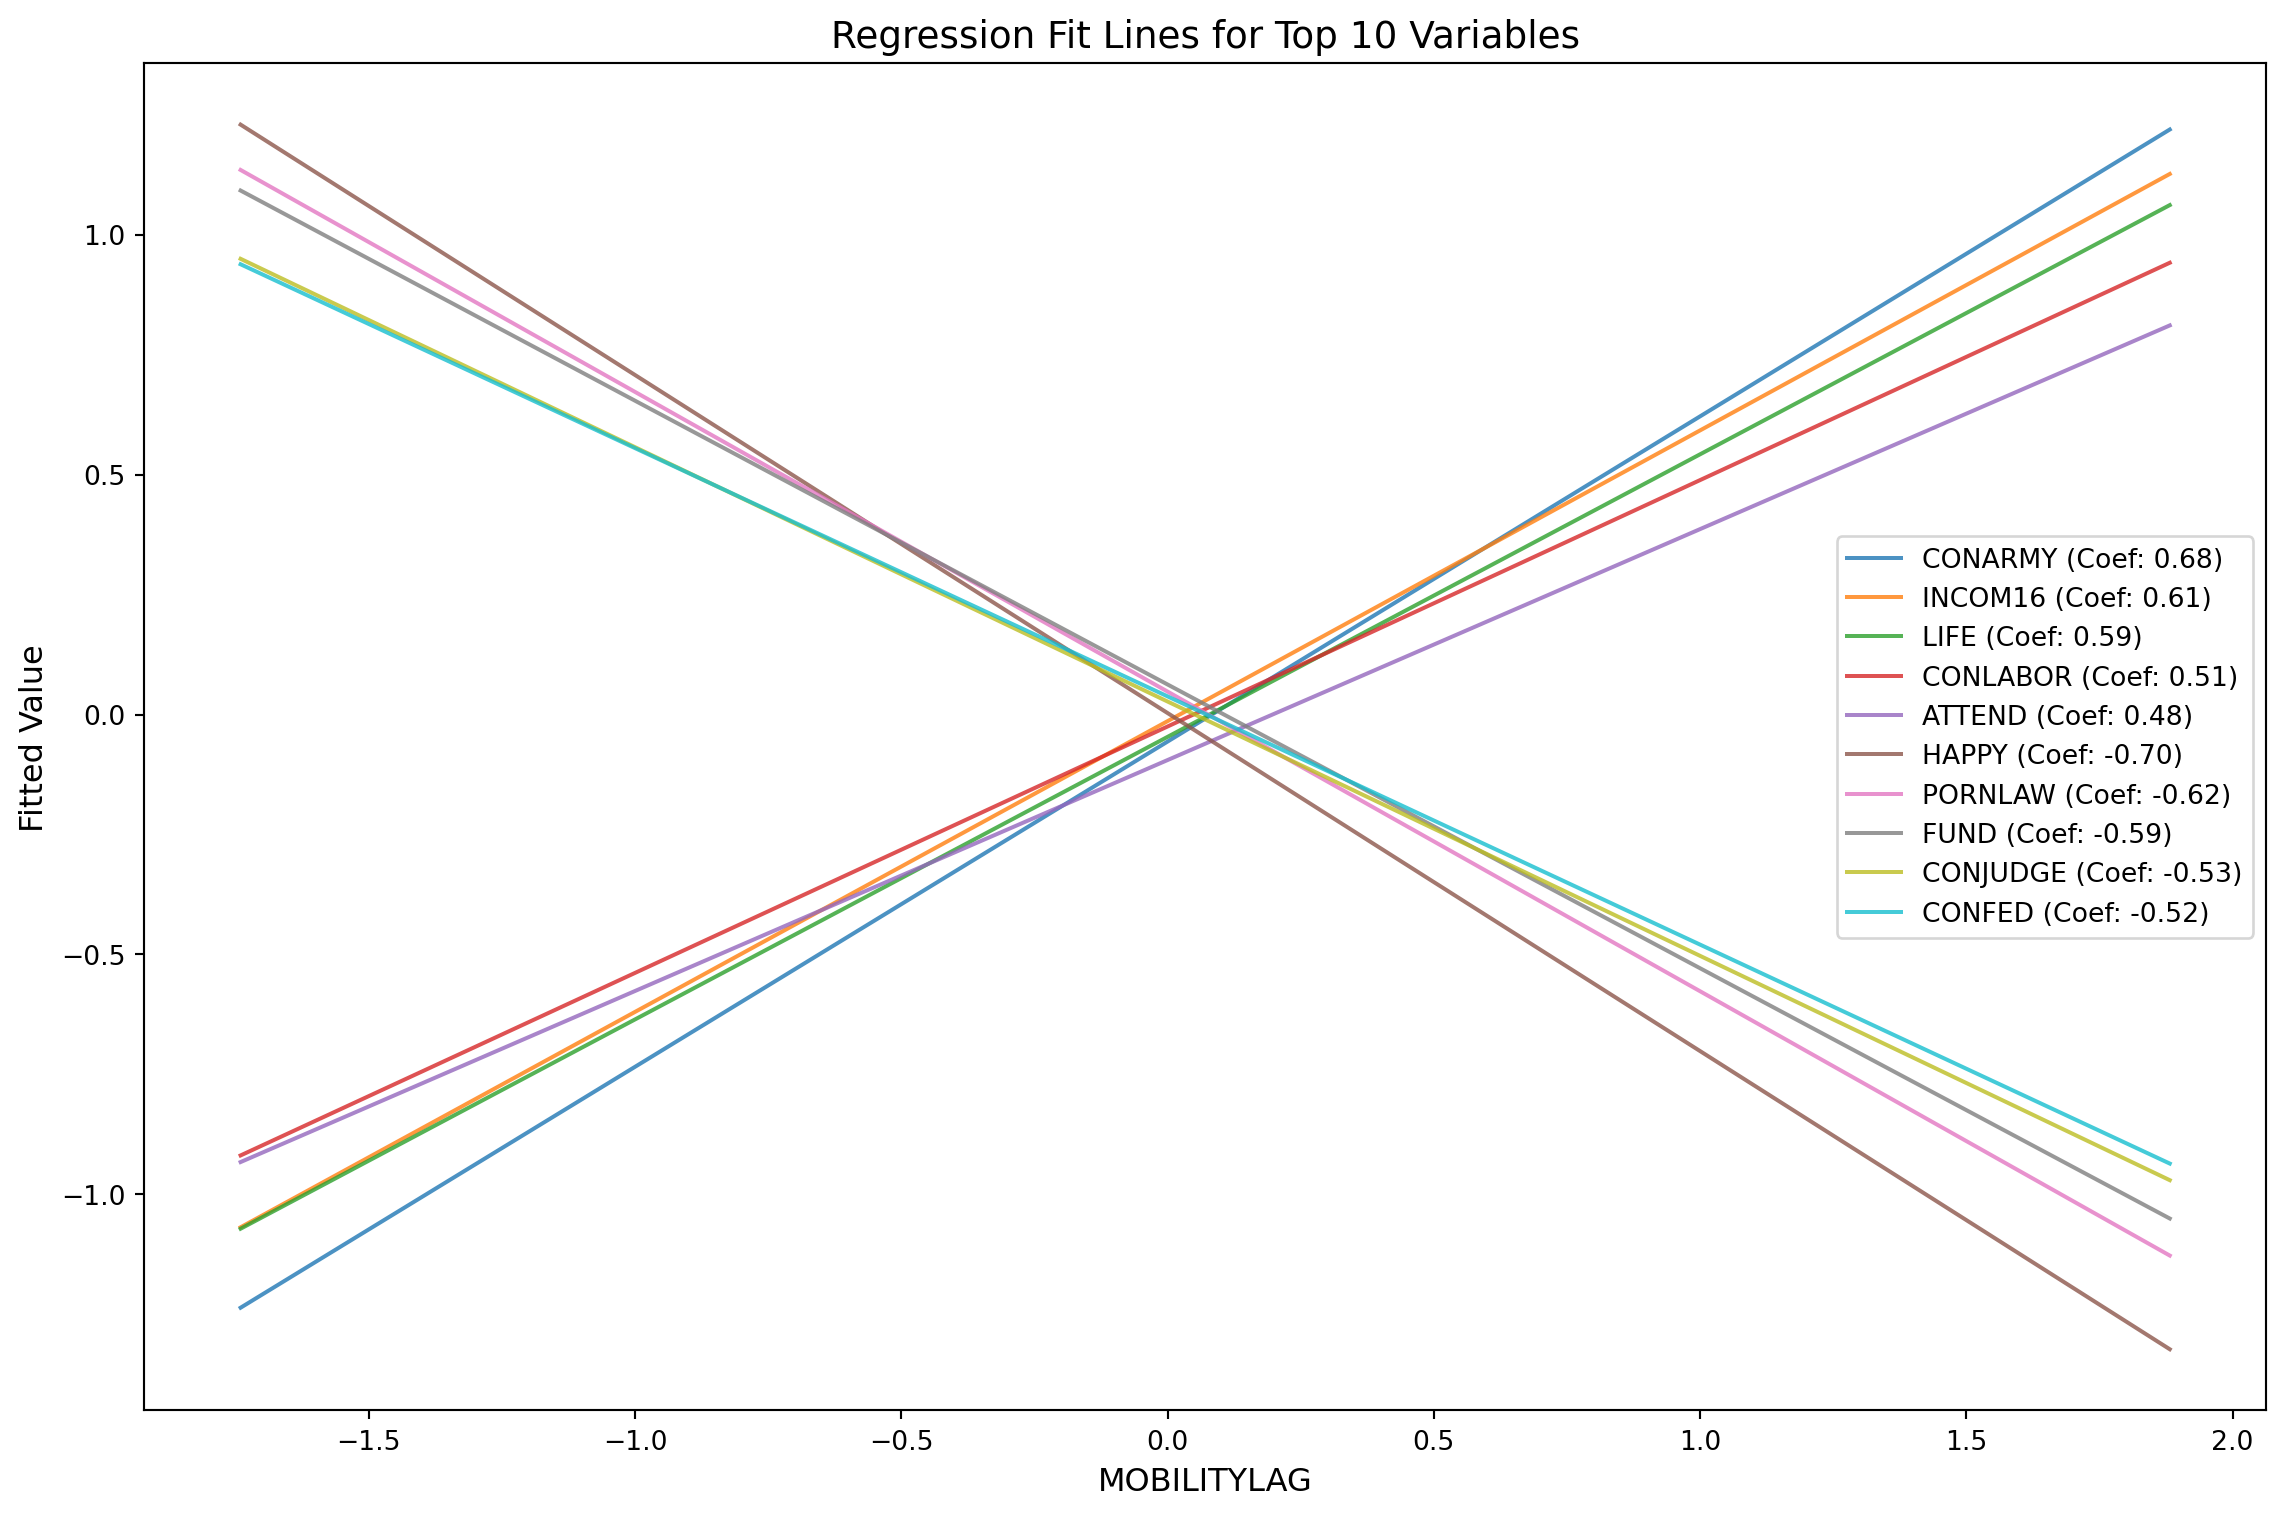 Regression Fit Lines for Top 10 Variables
1.0
0.5
0.0
−0.5
−1.0
Fitted Value
CONARMY (Coef: 0.68)
INCOM16 (Coef: 0.61)
LIFE (Coef: 0.59)
CONLABOR (Coef: 0.51)
ATTEND (Coef: 0.48)
HAPPY (Coef: -0.70)
PORNLAW (Coef: -0.62)
FUND (Coef: -0.59)
CONJUDGE (Coef: -0.53)
CONFED (Coef: -0.52)
−1.5 −1.0 −0.5 0.0 0.5 1.0 1.5 2.0
MOBILITYLAG